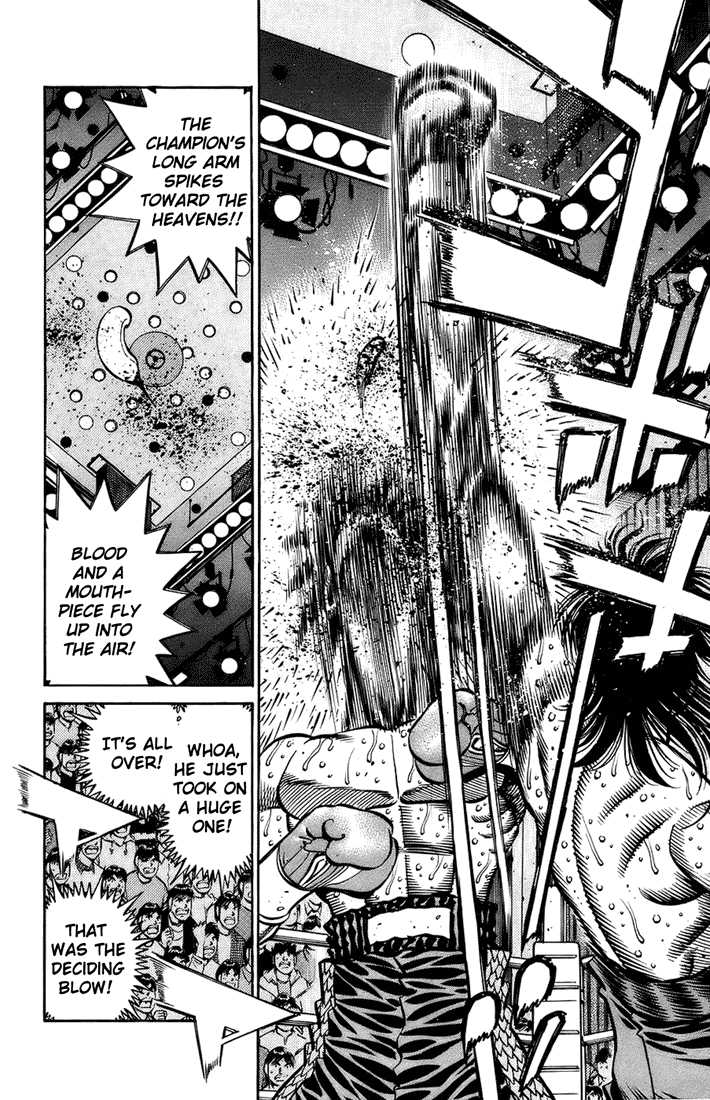 THE
CHAMPION'S
LONG ARM
SPIKES
TOWARD THE
HEAVENS!!
BLOOD
AND A
MOUTH-
PIECE FLY
UP INTO
THE AIR!
IT'S ALL
OVER!
WHOA,
HE JUST
TOOK ON
A HUGE
ONE!
THAT
WAS THE
DECIDING
BLOW!